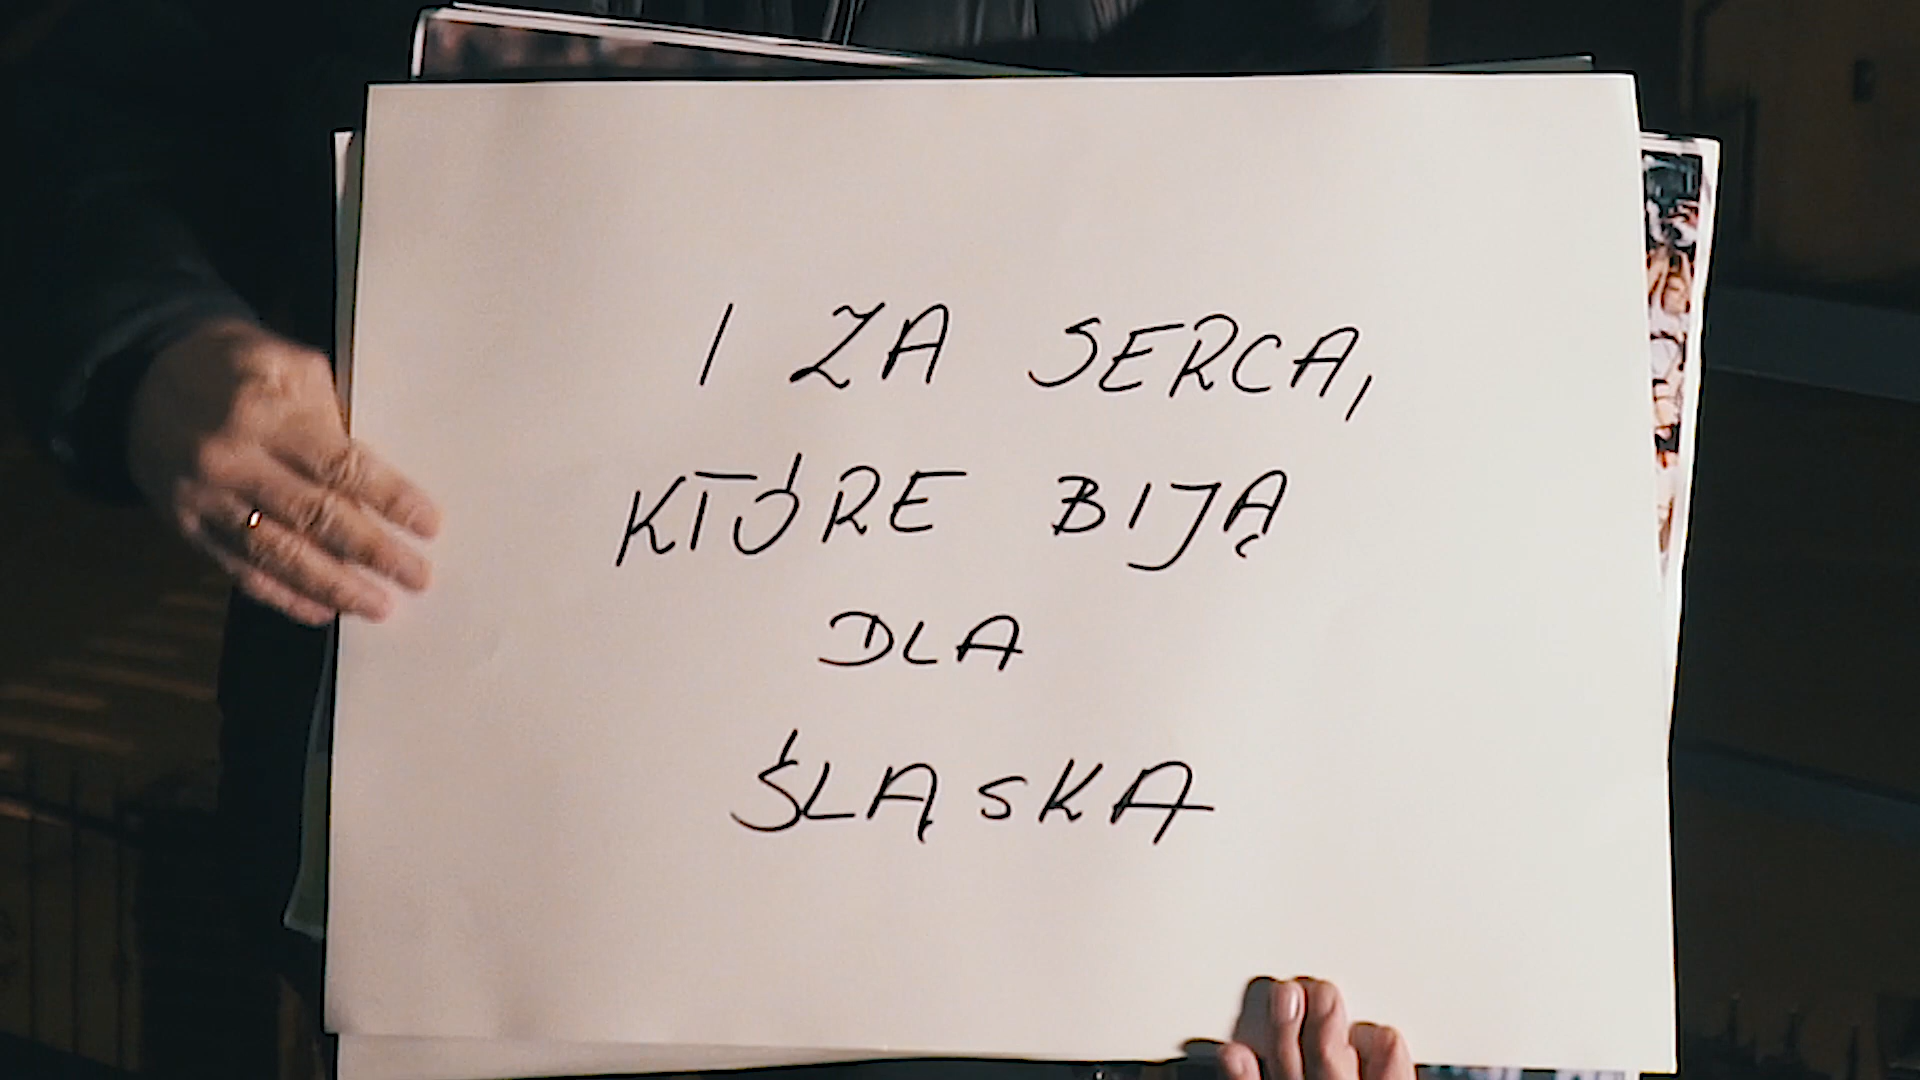 I ZA SERCA,
KTÓRE BIJĄ
DLA
ŚLĄSKA